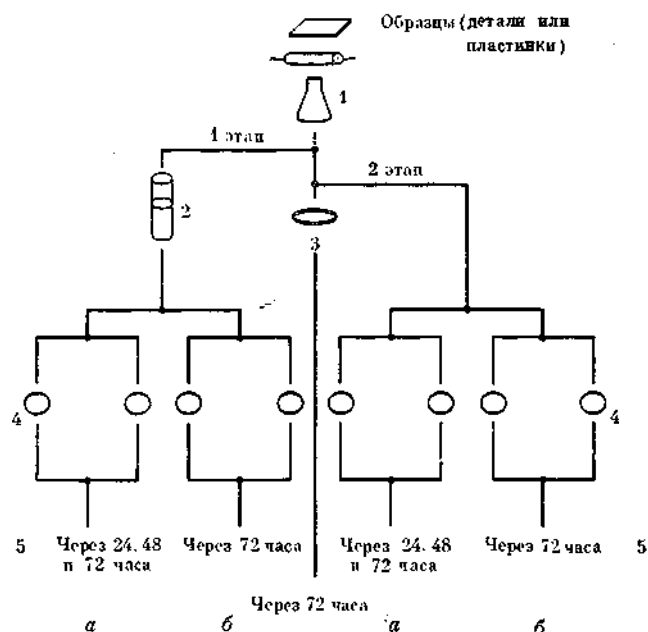 Образцы (детали или
пластинки)
1
1 этап
2 этап
2
3
4
4
5 Через 24, 48
и 72 часа
Через 72 часа
Через 24, 48
и 72 часа
Через 72 часа 5
Через 72 часа
а б а б